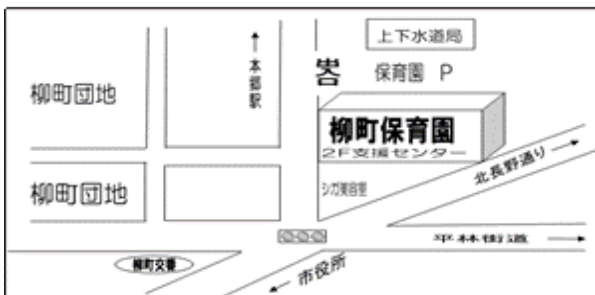 上下水道局
↑本郷駅
保育園 P
柳町団地
柳町保育園
2F支援センター
シガ美容室
北長野通り
柳町団地
平林街道
柳町交番
市役所